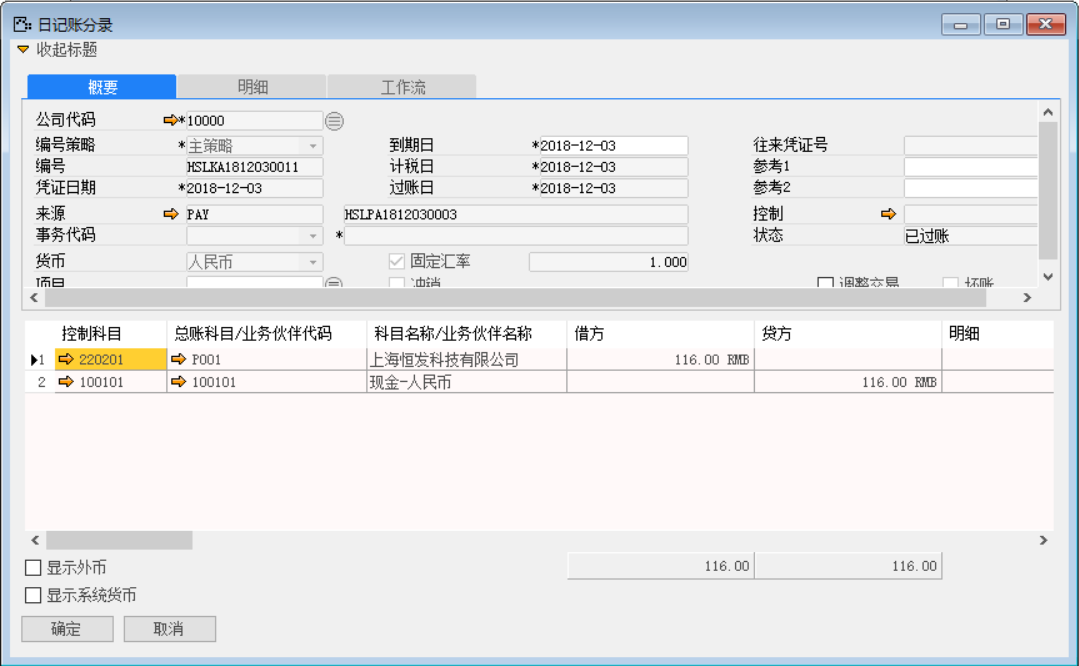 日记账分录
收起标题
概要 明细 工作流
公司代码 *10000
编号策略 *主策略 到期日 *2018-12-03 往来凭证号
编号 HSLKA1812030011 计税日 *2018-12-03 参考1
凭证日期 *2018-12-03 过账日 *2018-12-03 参考2
来源 PAY HSLPA1812030003 控制
事务代码 * 状态 已过账
货币 人民币 固定汇率 1.000
项目 冲销 调整交易 坏账
控制科目 总账科目/业务伙伴代码 科目名称/业务伙伴名称 借方 贷方 明细
1 220201 P001 上海恒发科技有限公司 116.00 RMB
2 100101 100101 现金-人民币 116.00 RMB
显示外币 116.00 116.00
显示系统货币
确定 取消